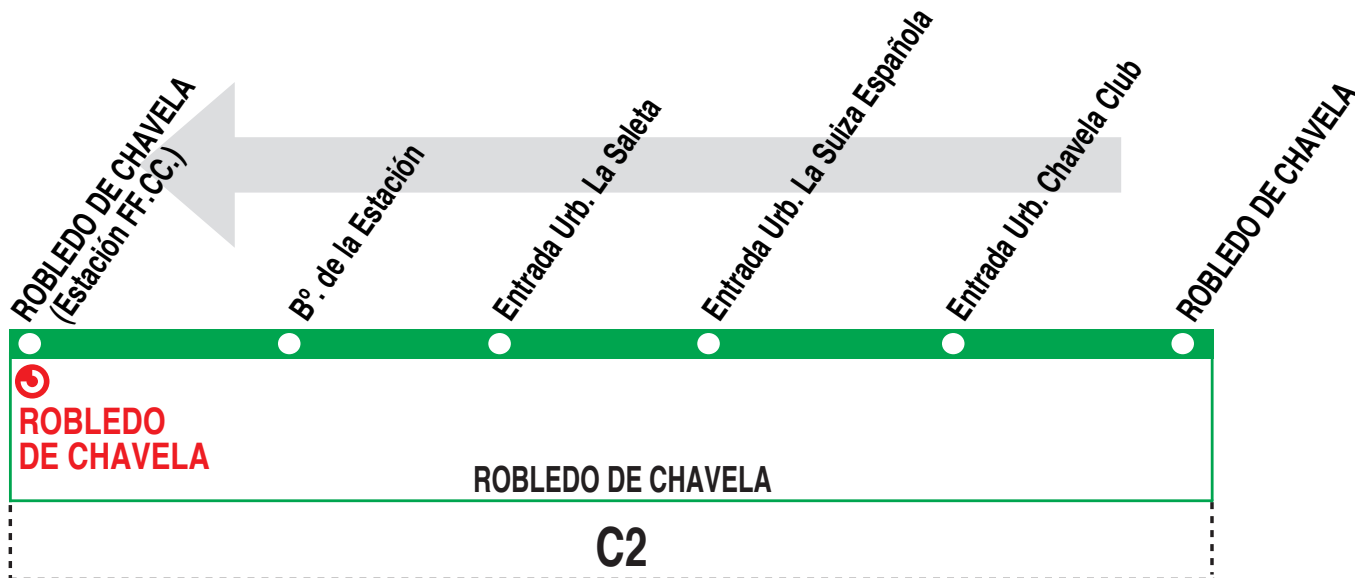 ROBLEDO DE CHAVELA
(Estación FF.CC.)
Bº. de la Estación
Entrada Urb. La Saleta
Entrada Urb. La Suiza Española
Entrada Urb. Chavela Club
ROBLEDO DE CHAVELA
ROBLEDO
DE CHAVELA
ROBLEDO DE CHAVELA
C2